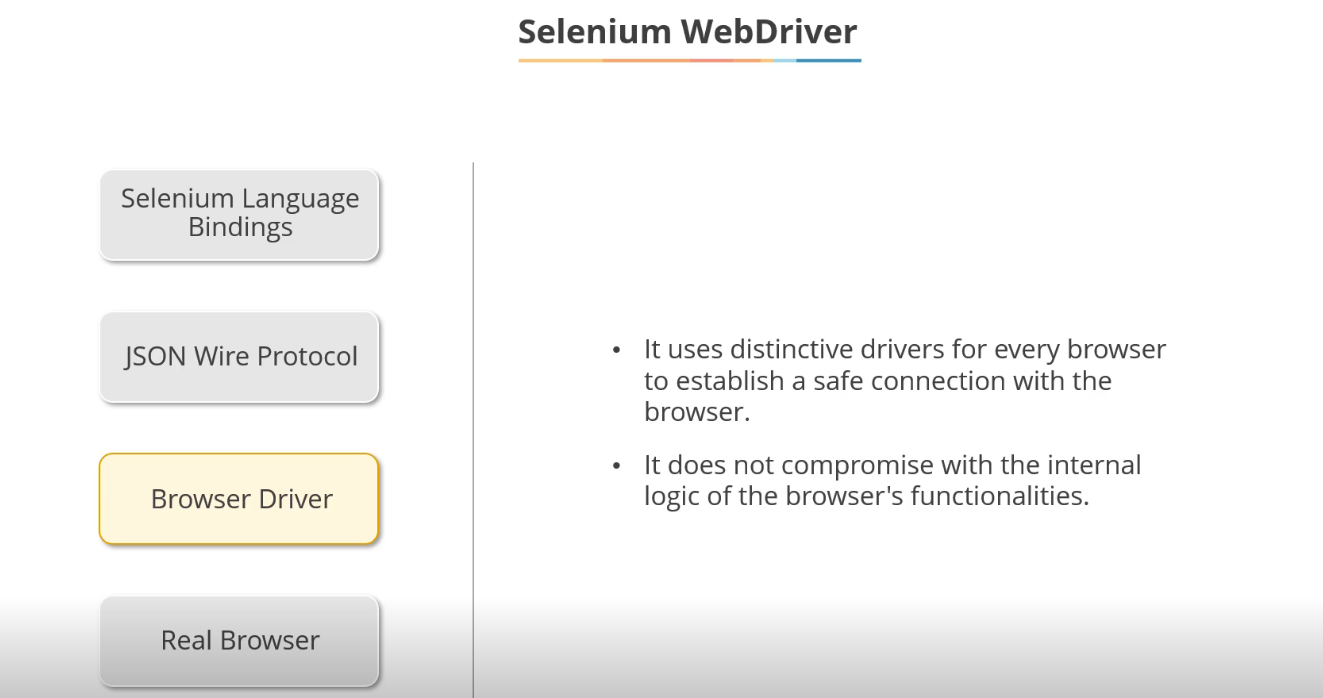 Selenium WebDriver
Selenium Language
Bindings
JSON Wire Protocol
Browser Driver
Real Browser
• It uses distinctive drivers for every browser
to establish a safe connection with the
browser.
• It does not compromise with the internal
logic of the browser's functionalities.